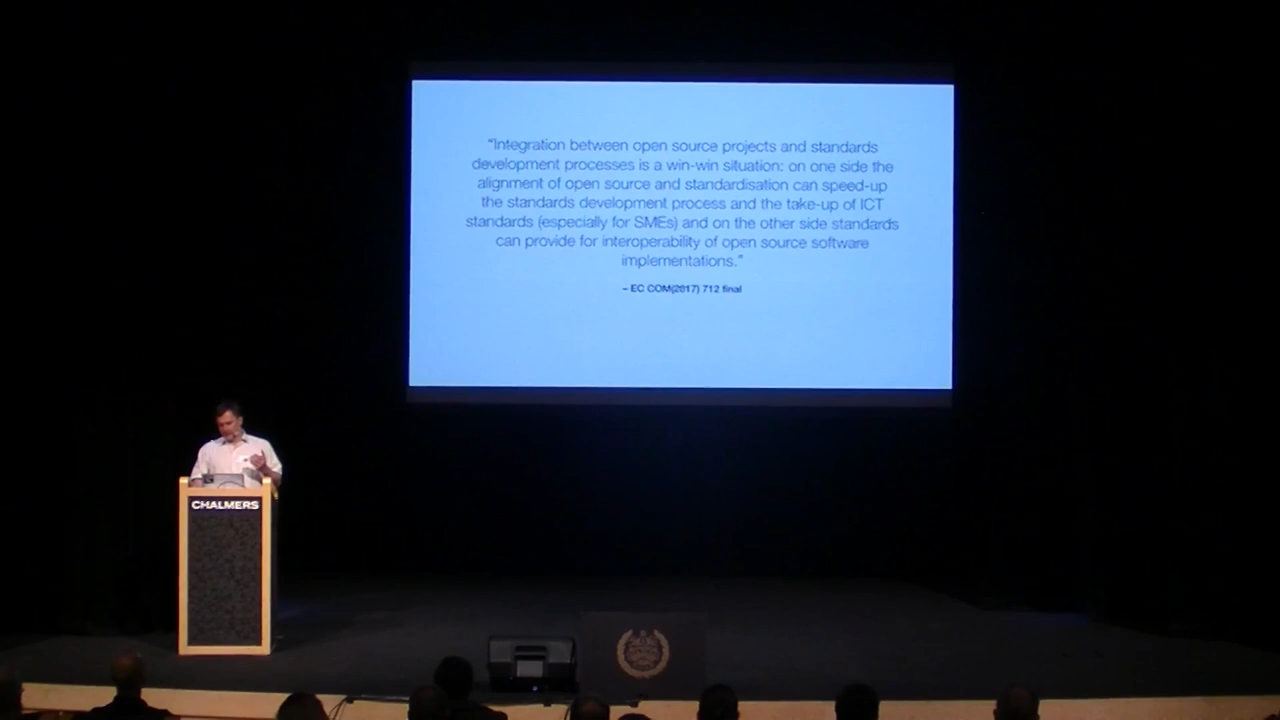 “Integration between open source projects and standards
development processes is a win-win situation: on one side the
alignment of open source and standardisation can speed-up
the standards development process and the take-up of ICT
standards (especially for SMEs) and on the other side standards
can provide for interoperability of open source software
implementations.”
– EC COM(2017) 712 final
CHALMERS